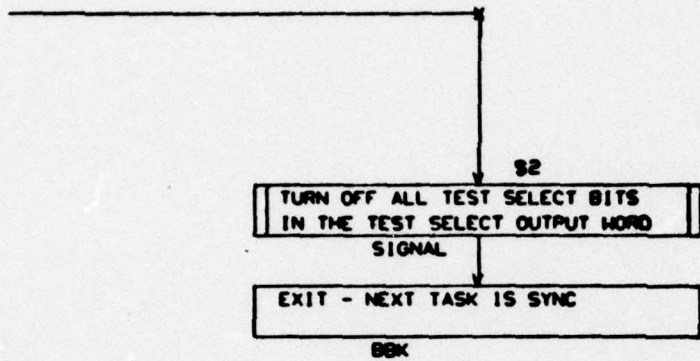 S2
TURN OFF ALL TEST SELECT BITS
IN THE TEST SELECT OUTPUT WORD
SIGNAL
EXIT - NEXT TASK IS SYNC
BBK